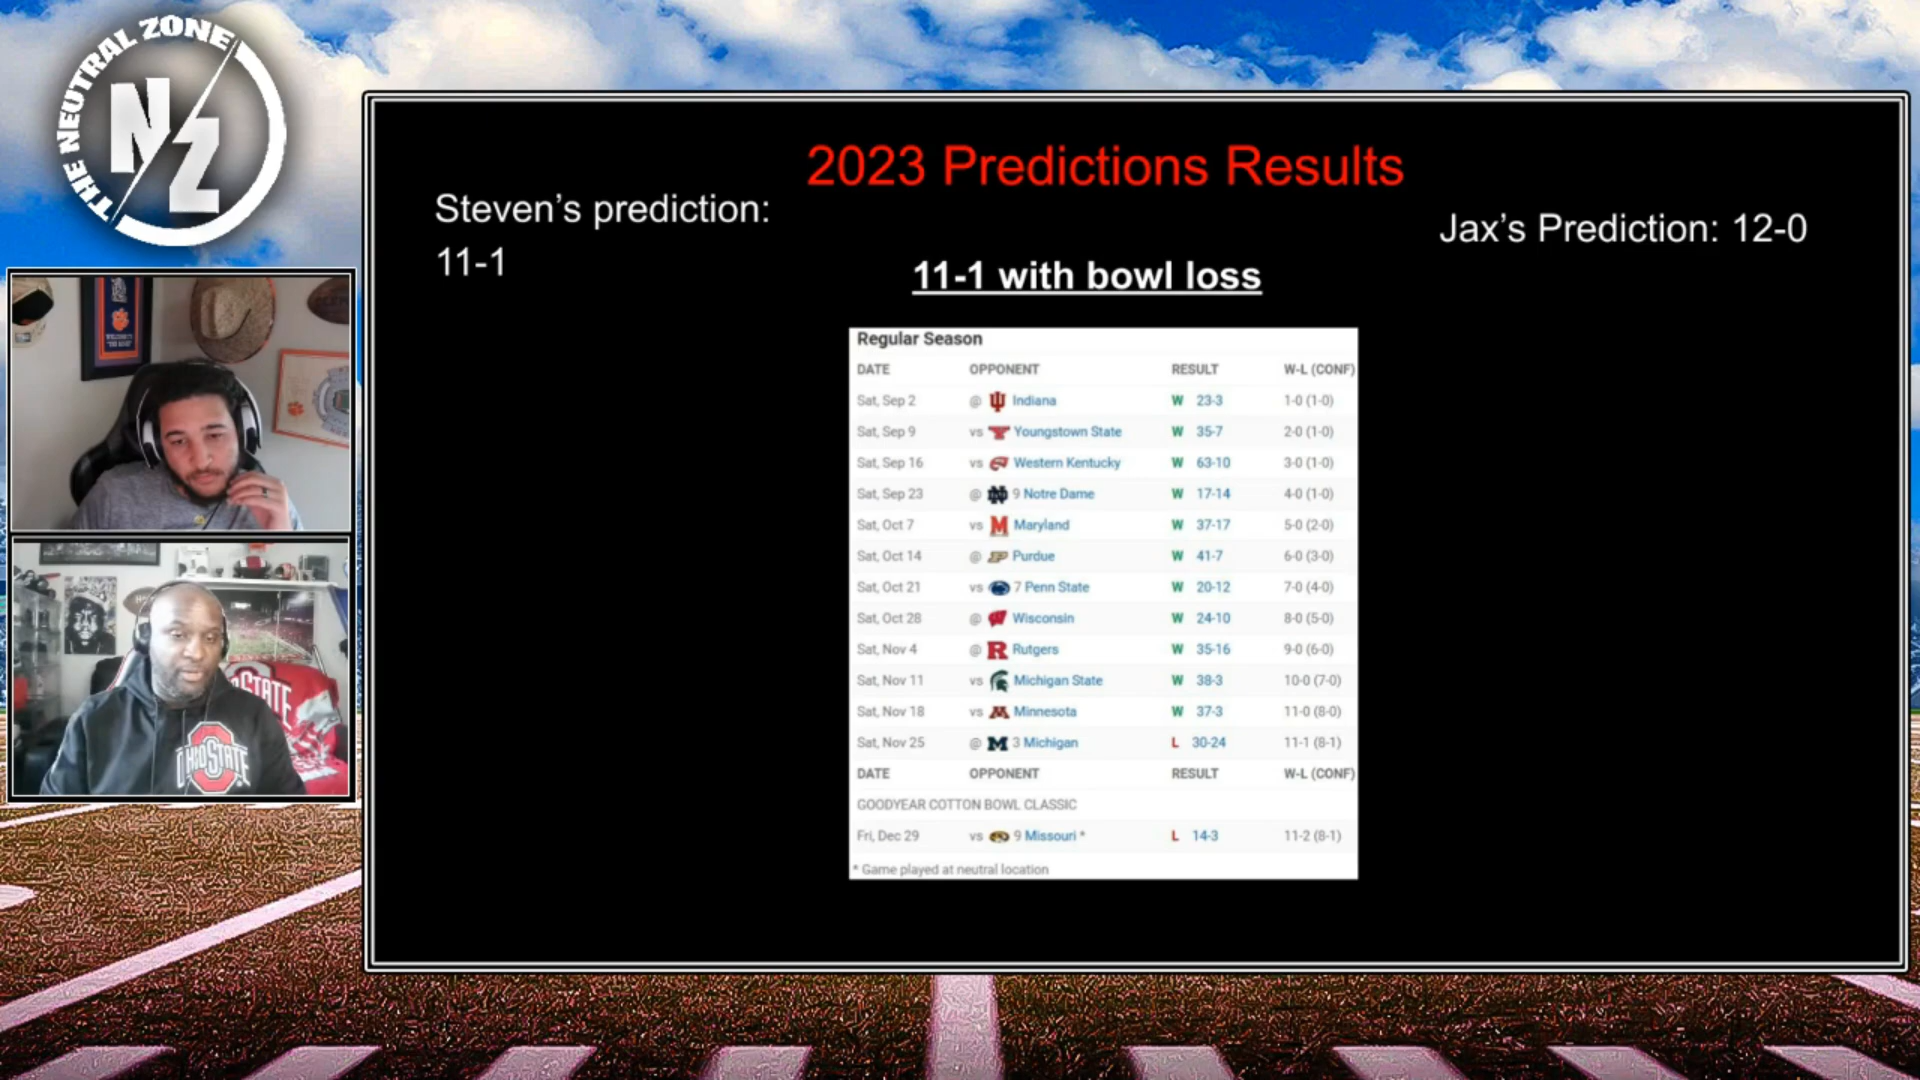 THE NEUTRAL ZONE
NZ
2023 Predictions Results
Steven's prediction:
11-1
Jax's Prediction: 12-0
11-1 with bowl loss
Regular Season
DATE OPPONENT RESULT W-L (CONF)
Sat, Sep 2 @ Indiana W 23-3 1-0 (1-0)
Sat, Sep 9 vs Youngstown State W 35-7 2-0 (1-0)
Sat, Sep 16 vs Western Kentucky W 63-10 3-0 (1-0)
Sat, Sep 23 @ 9 Notre Dame W 17-14 4-0 (1-0)
Sat, Oct 7 vs Maryland W 37-17 5-0 (2-0)
Sat, Oct 14 @ Purdue W 41-7 6-0 (3-0)
Sat, Oct 21 vs 7 Penn State W 20-12 7-0 (4-0)
Sat, Oct 28 @ Wisconsin W 24-10 8-0 (5-0)
Sat, Nov 4 @ Rutgers W 35-16 9-0 (6-0)
Sat, Nov 11 vs Michigan State W 38-3 10-0 (7-0)
Sat, Nov 18 vs Minnesota W 37-3 11-0 (8-0)
Sat, Nov 25 @ 3 Michigan L 30-24 11-1 (8-1)
DATE OPPONENT RESULT W-L (CONF)
GOODYEAR COTTON BOWL CLASSIC
Fri, Dec 29 vs 9 Missouri * L 14-3 11-2 (8-1)
* Game played at neutral location
STATE
OHIO STATE